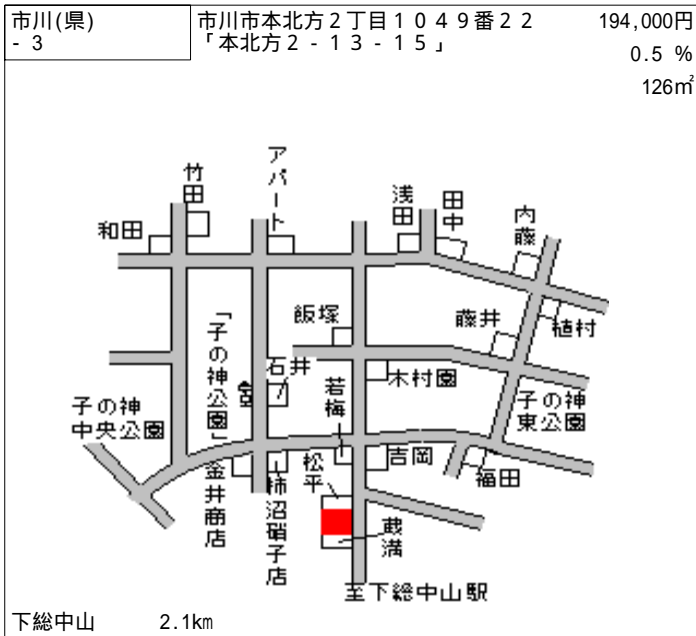 市川(県)
- 3
市川市本北方2丁目1049番22
「本北方2 - 13 - 15」
194,000円
0.5 %
126㎡
竹田
アパート
浅田
田中
内藤
和田
飯塚
藤井
植村
「子の神公園」
石井
若梅
木村園
子の神
中央公園
子の神
東公園
金井商店
柿沼硝子店
松平
吉岡
福田
蔵満
至下総中山駅
下総中山
2.1km